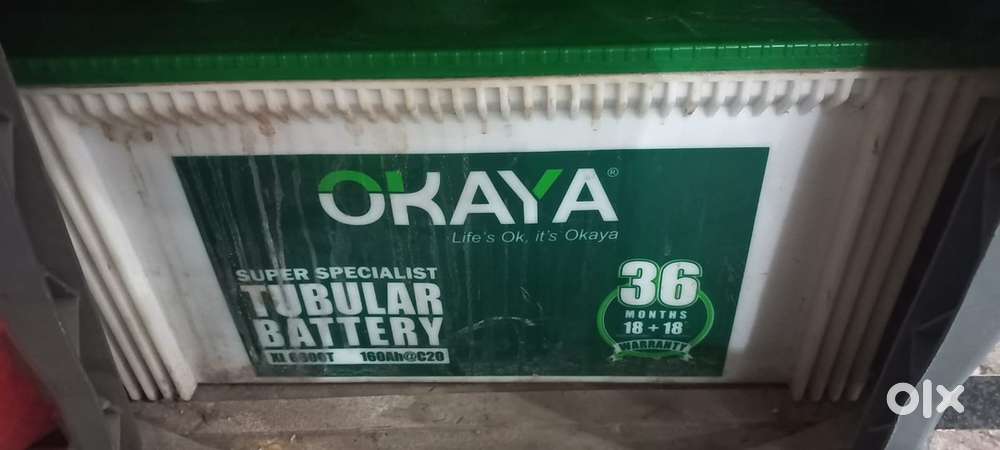 OKAYA®
Life's Ok, it's Okaya
SUPER SPECIALIST
TUBULAR
BATTERY
160Ah@C20
36
MONTHS
18 + 18
WARRANTY
olx